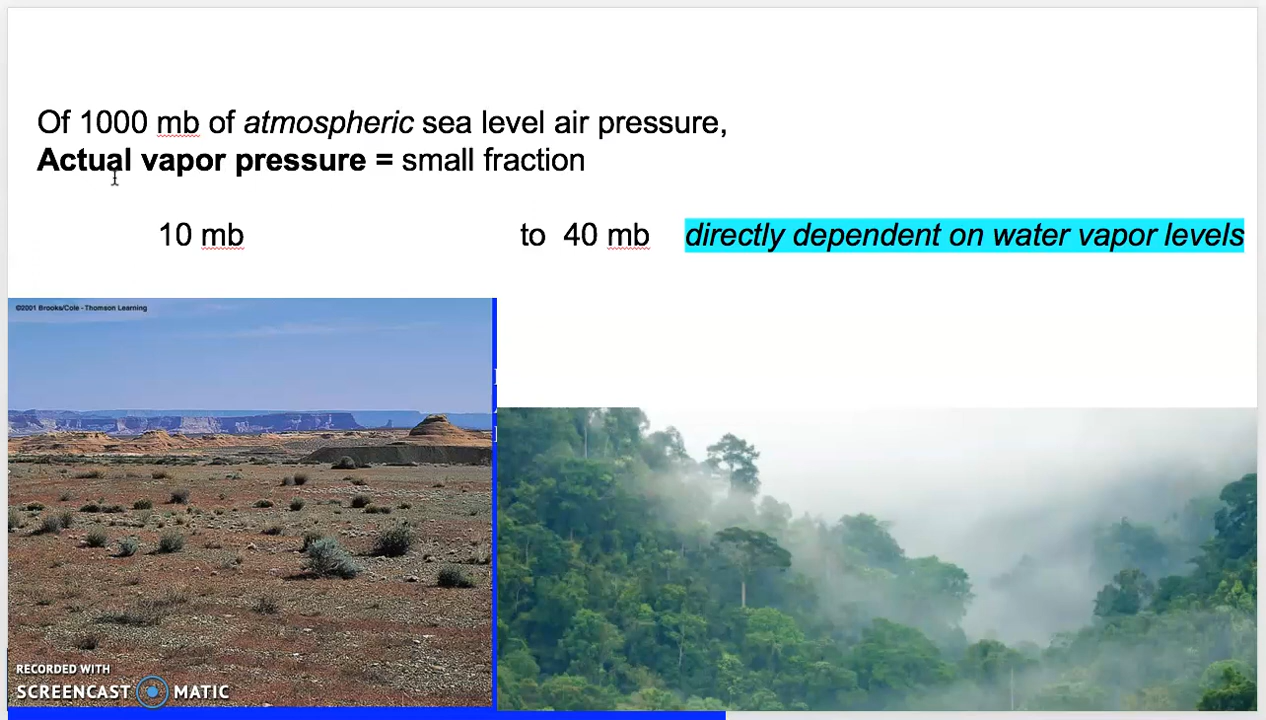 Of 1000 mb of atmospheric sea level air pressure,
Actual vapor pressure = small fraction
10 mb to 40 mb directly dependent on water vapor levels
©2001 Brooks/Cole - Thomson Learning
RECORDED WITH
SCREENCAST MATIC